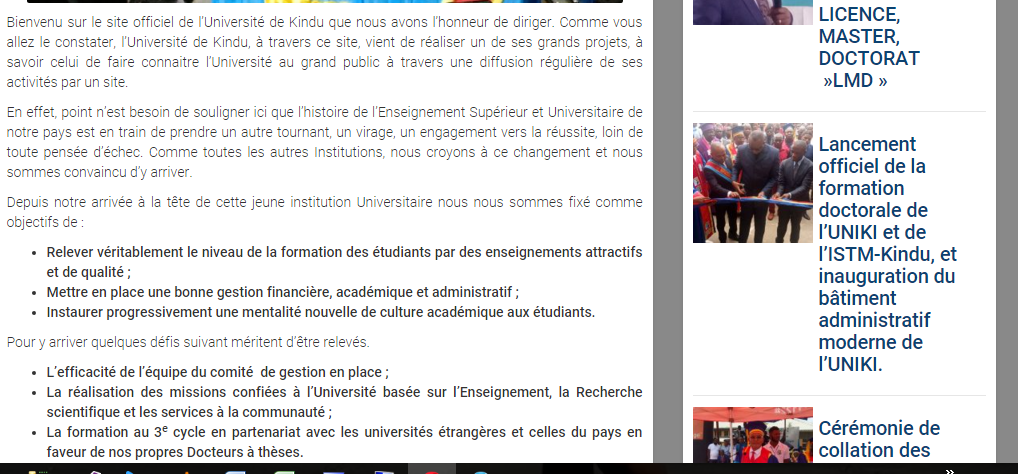 Bienvenu sur le site officiel de l’Université de Kindu que nous avons l’honneur de diriger. Comme vous
allez le constater, l’Université de Kindu, à travers ce site, vient de réaliser un de ses grands projets, à
savoir celui de faire connaitre l’Université au grand public à travers une diffusion régulière de ses
activités par un site.
En effet, point n’est besoin de souligner ici que l’histoire de l’Enseignement Supérieur et Universitaire de
notre pays est en train de prendre un autre tournant, un virage, un engagement vers la réussite, loin de
toute pensée d’échec. Comme toutes les autres Institutions, nous croyons à ce changement et nous
sommes convaincu d’y arriver.
Depuis notre arrivée à la tête de cette jeune institution Universitaire nous nous sommes fixé comme
objectifs de :
• Relever véritablement le niveau de la formation des étudiants par des enseignements attractifs
et de qualité ;
• Mettre en place une bonne gestion financière, académique et administratif ;
• Instaurer progressivement une mentalité nouvelle de culture académique aux étudiants.
Pour y arriver quelques défis suivant méritent d’être relevés.
• L’efficacité de l’équipe du comité de gestion en place ;
• La réalisation des missions confiées à l’Université basée sur l’Enseignement, la Recherche
scientifique et les services à la communauté ;
• La formation au 3e cycle en partenariat avec les universités étrangères et celles du pays en
faveur de nos propres Docteurs à thèses.
LICENCE,
MASTER,
DOCTORAT
»LMD »
Lancement
officiel de la
formation
doctorale de
l’UNIKI et de
l’ISTM-Kindu, et
inauguration du
bâtiment
administratif
moderne de
l’UNIKI.
Cérémonie de
collation des